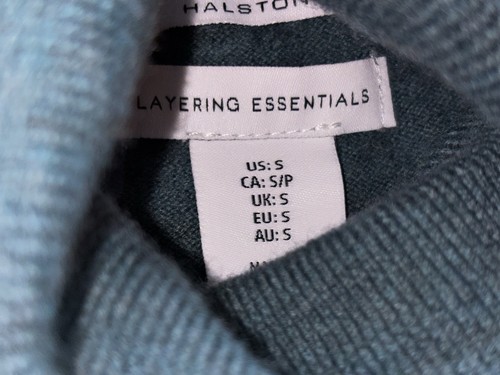 HALSTON
LAYERING ESSENTIALS
US: S
CA: S/P
UK: S
EU: S
AU: S